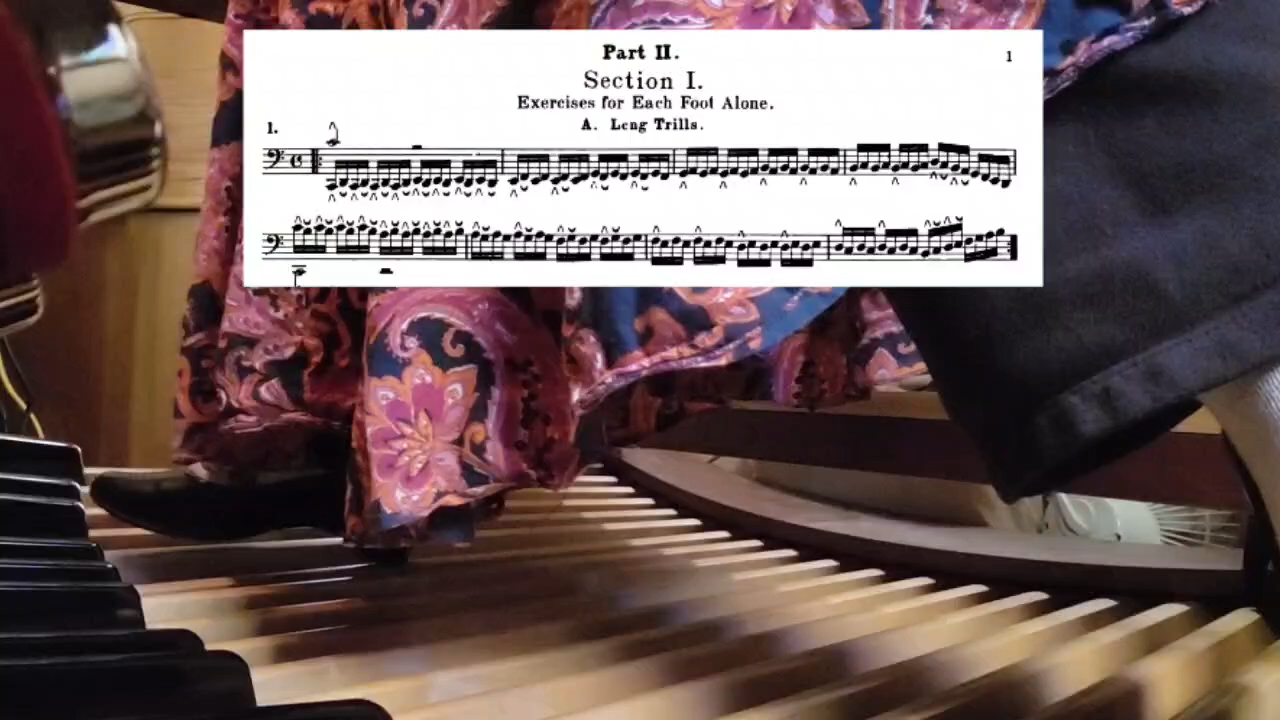 Part II.
1
Section I.
Exercises for Each Foot Alone.
A. Long Trills.
1.